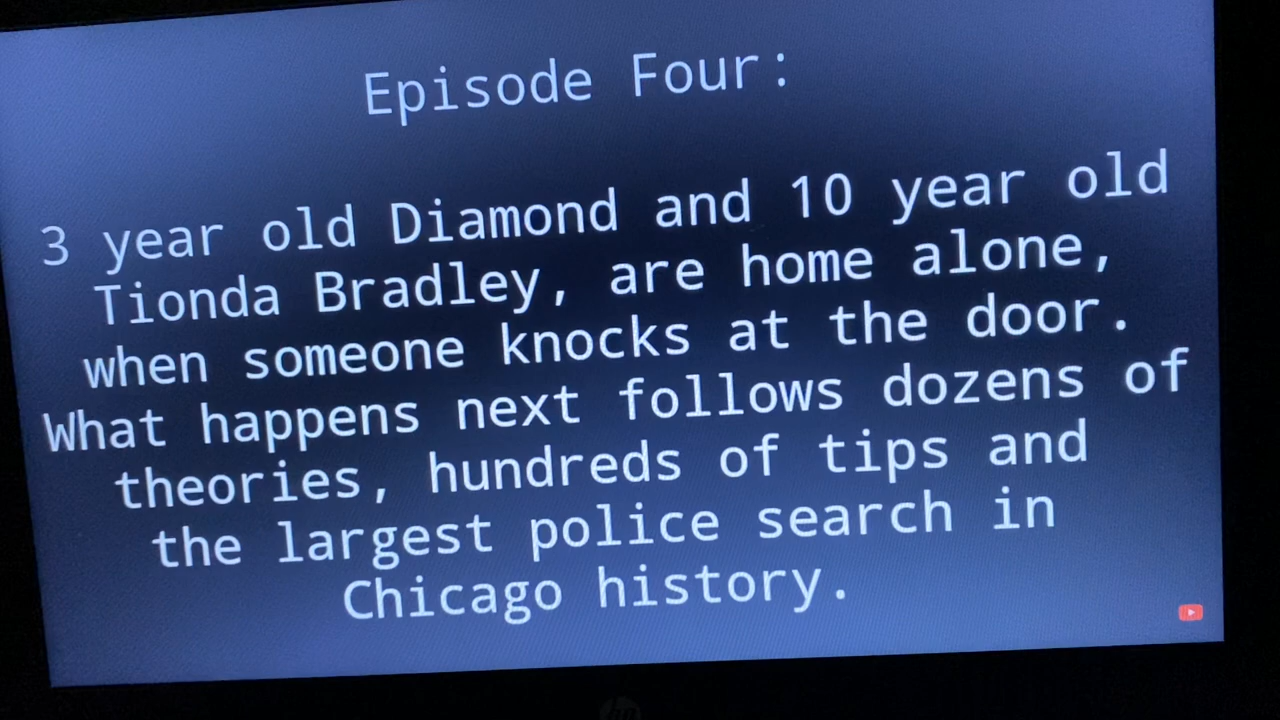 Episode Four:
3 year old Diamond and 10 year old
Tionda Bradley, are home alone,
when someone knocks at the door.
What happens next follows dozens of
theories, hundreds of tips and
the largest police search in
Chicago history.
hp